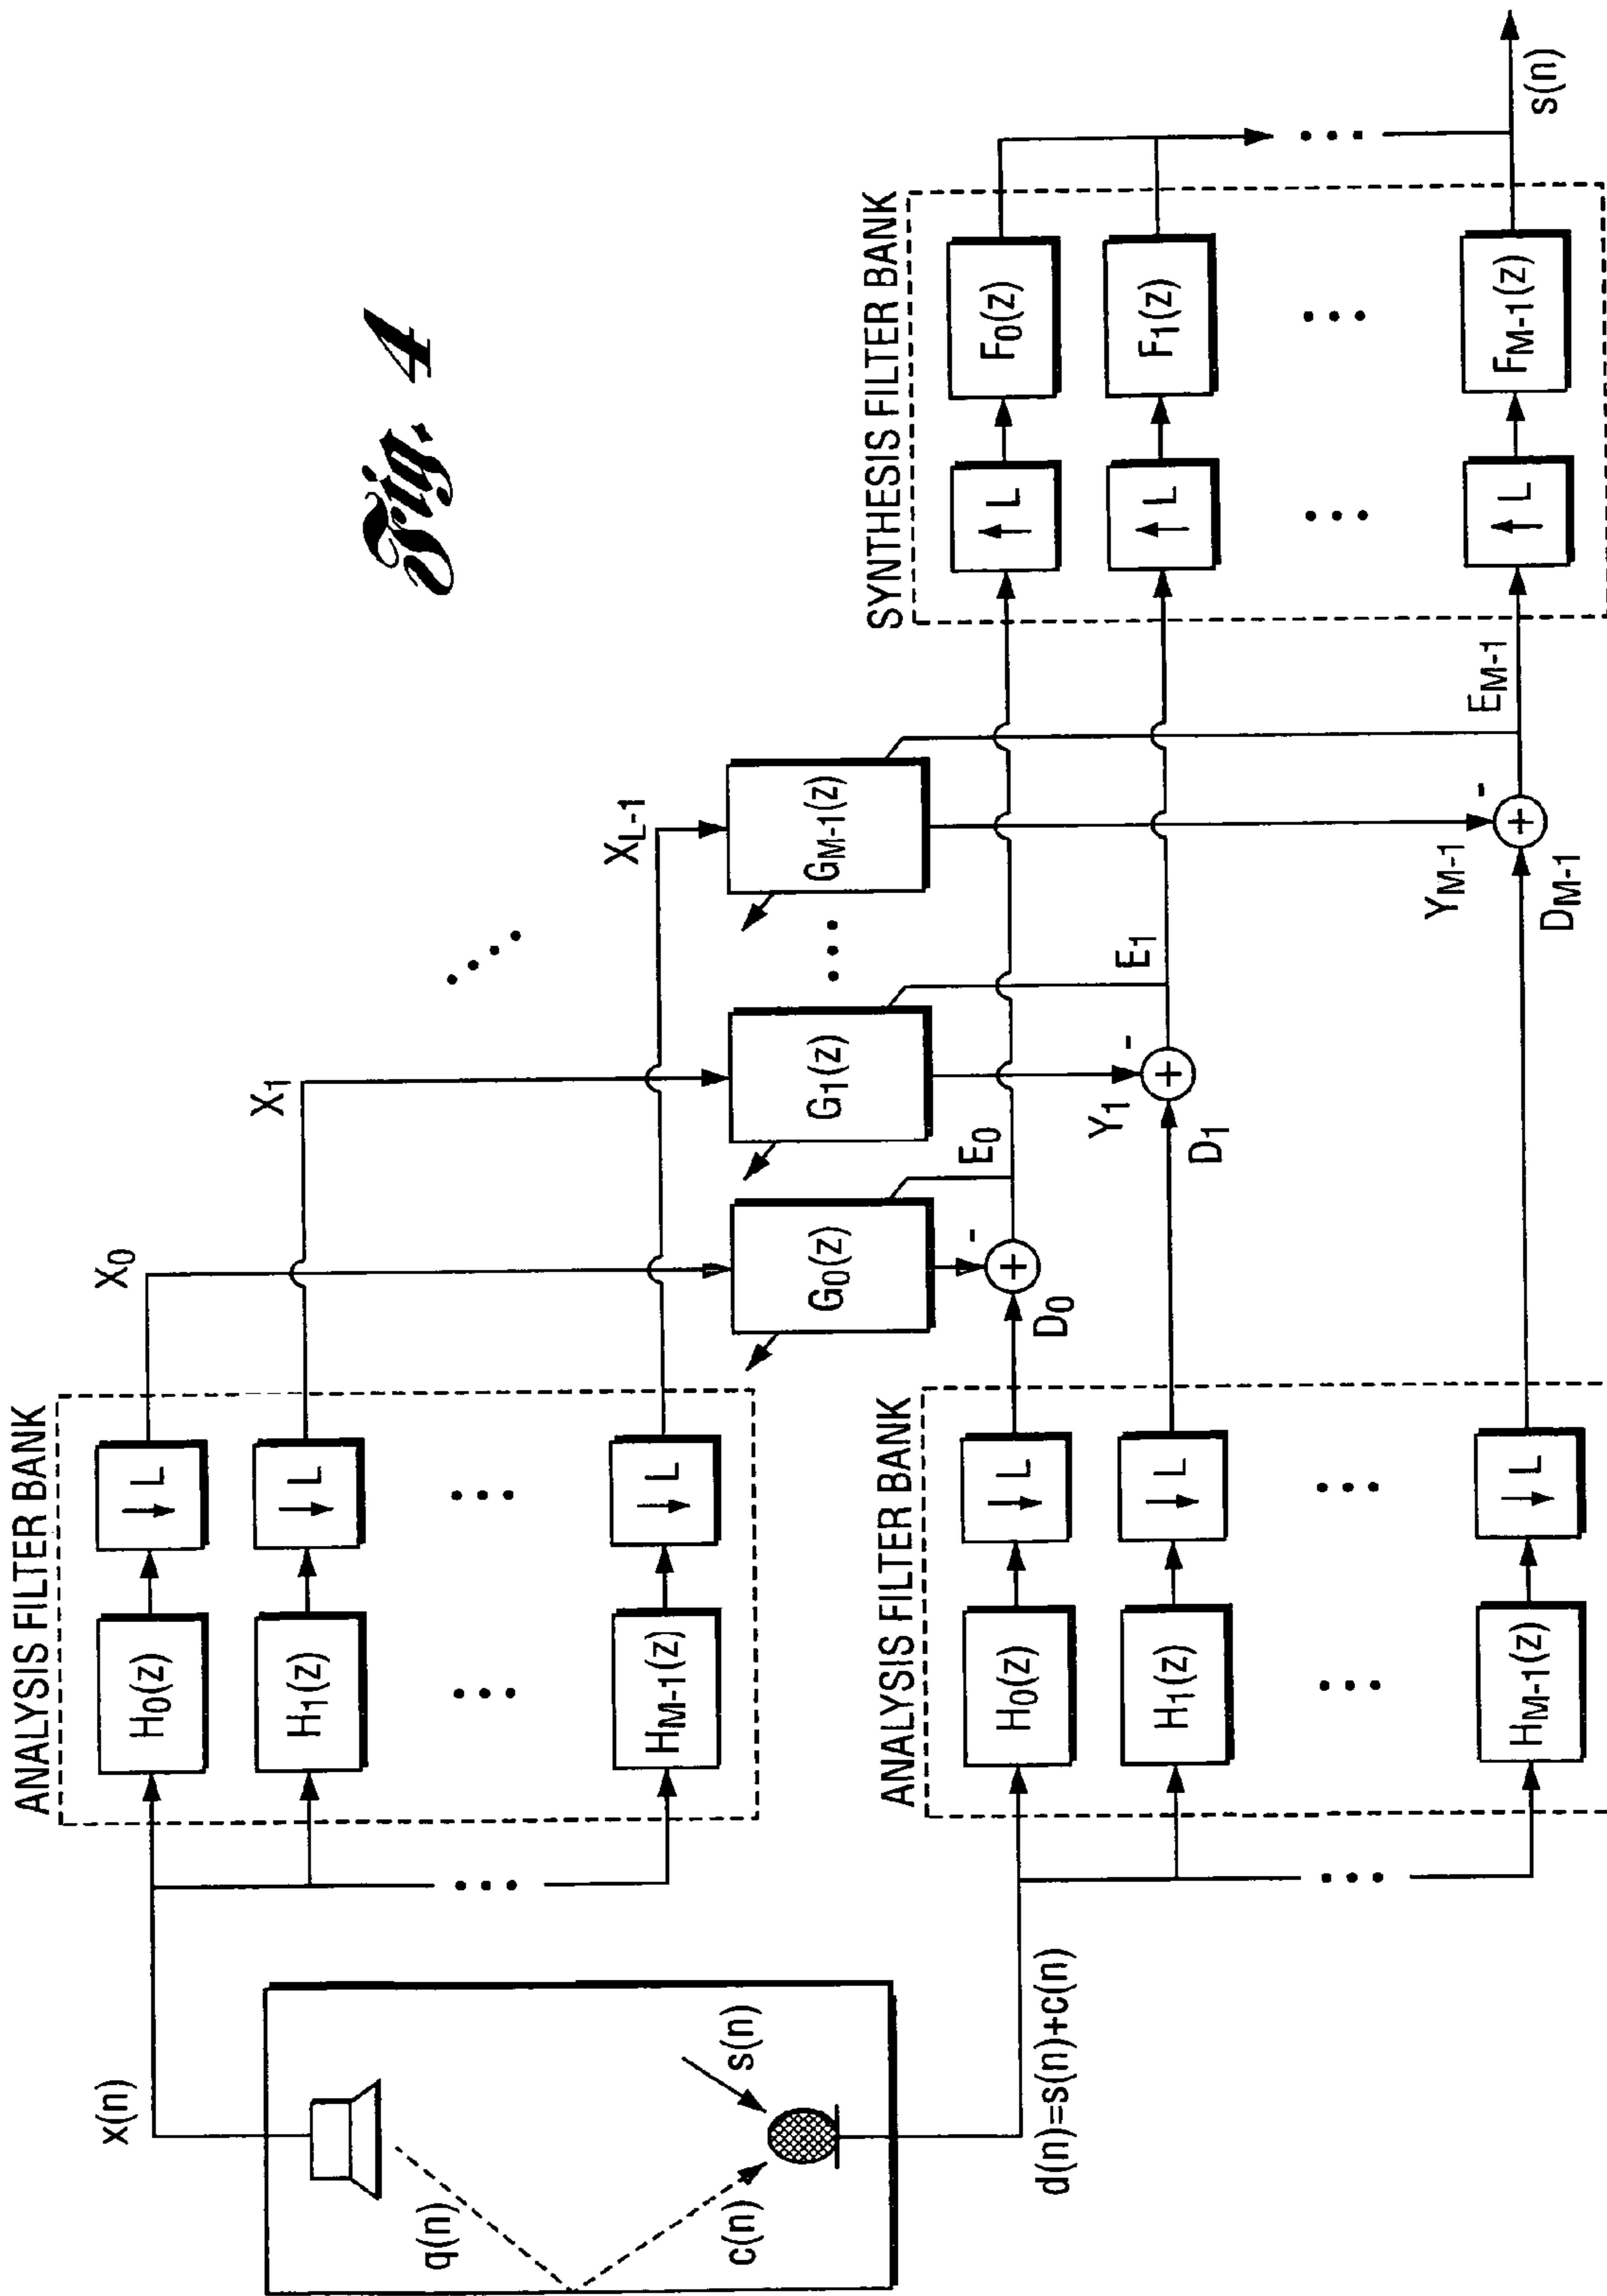 Fig. 4
x(n)
q(n)
c(n)
s(n)
d(n)=s(n)+c(n)
ANALYSIS FILTER BANK
H0(z)
↓ L
H1(z)
↓ L
... ...
HM-1(z)
↓ L
...
X0
X1
XL-1
ANALYSIS FILTER BANK
H0(z)
↓ L
H1(z)
↓ L
... ...
HM-1(z)
↓ L
...
G0(z)
G1(z)
...
GM-1(z)
....
D0
+
-
E0
Y1
D1
+
-
E1
YM-1
DM-1
+
-
EM-1
SYNTHESIS FILTER BANK
↑ L
F0(z)
↑ L
F1(z)
... ...
↑ L
FM-1(z)
...
s(n)